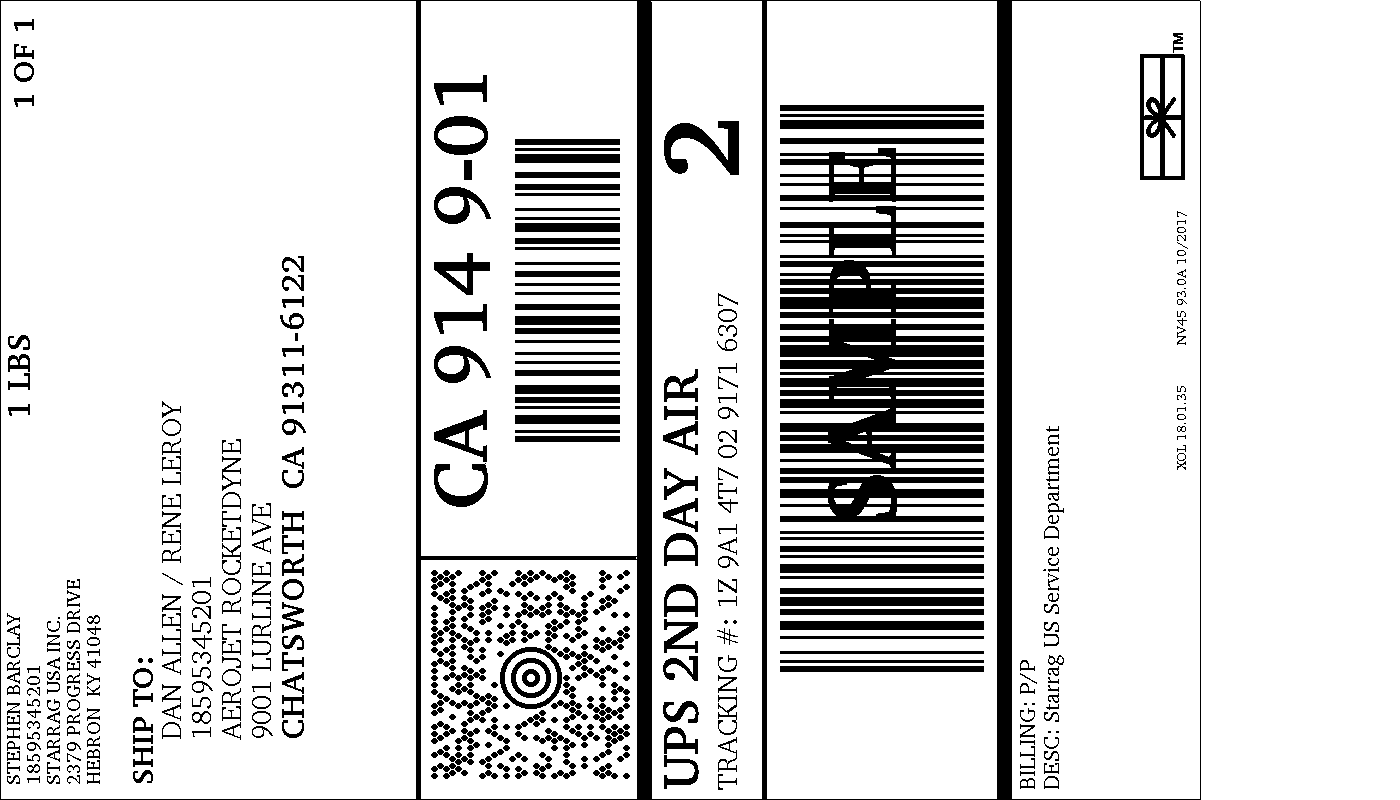 STEPHEN BARCLAY
18595345201
STARRAG USA INC.
2379 PROGRESS DRIVE
HEBRON KY 41048
1 LBS
1 OF 1
SHIP TO:
DAN ALLEN / RENE LEROY
18595345201
AEROJET ROCKETDYNE
9001 LURLINE AVE
CHATSWORTH CA 91311-6122
CA 914 9-01
UPS 2ND DAY AIR
2
TRACKING #: 1Z 9A1 4T7 02 9171 6307
SAMPLE
BILLING: P/P
DESC: Starrag US Service Department
XOL 18.01.35 NV45 93.0A 10/2017
TM